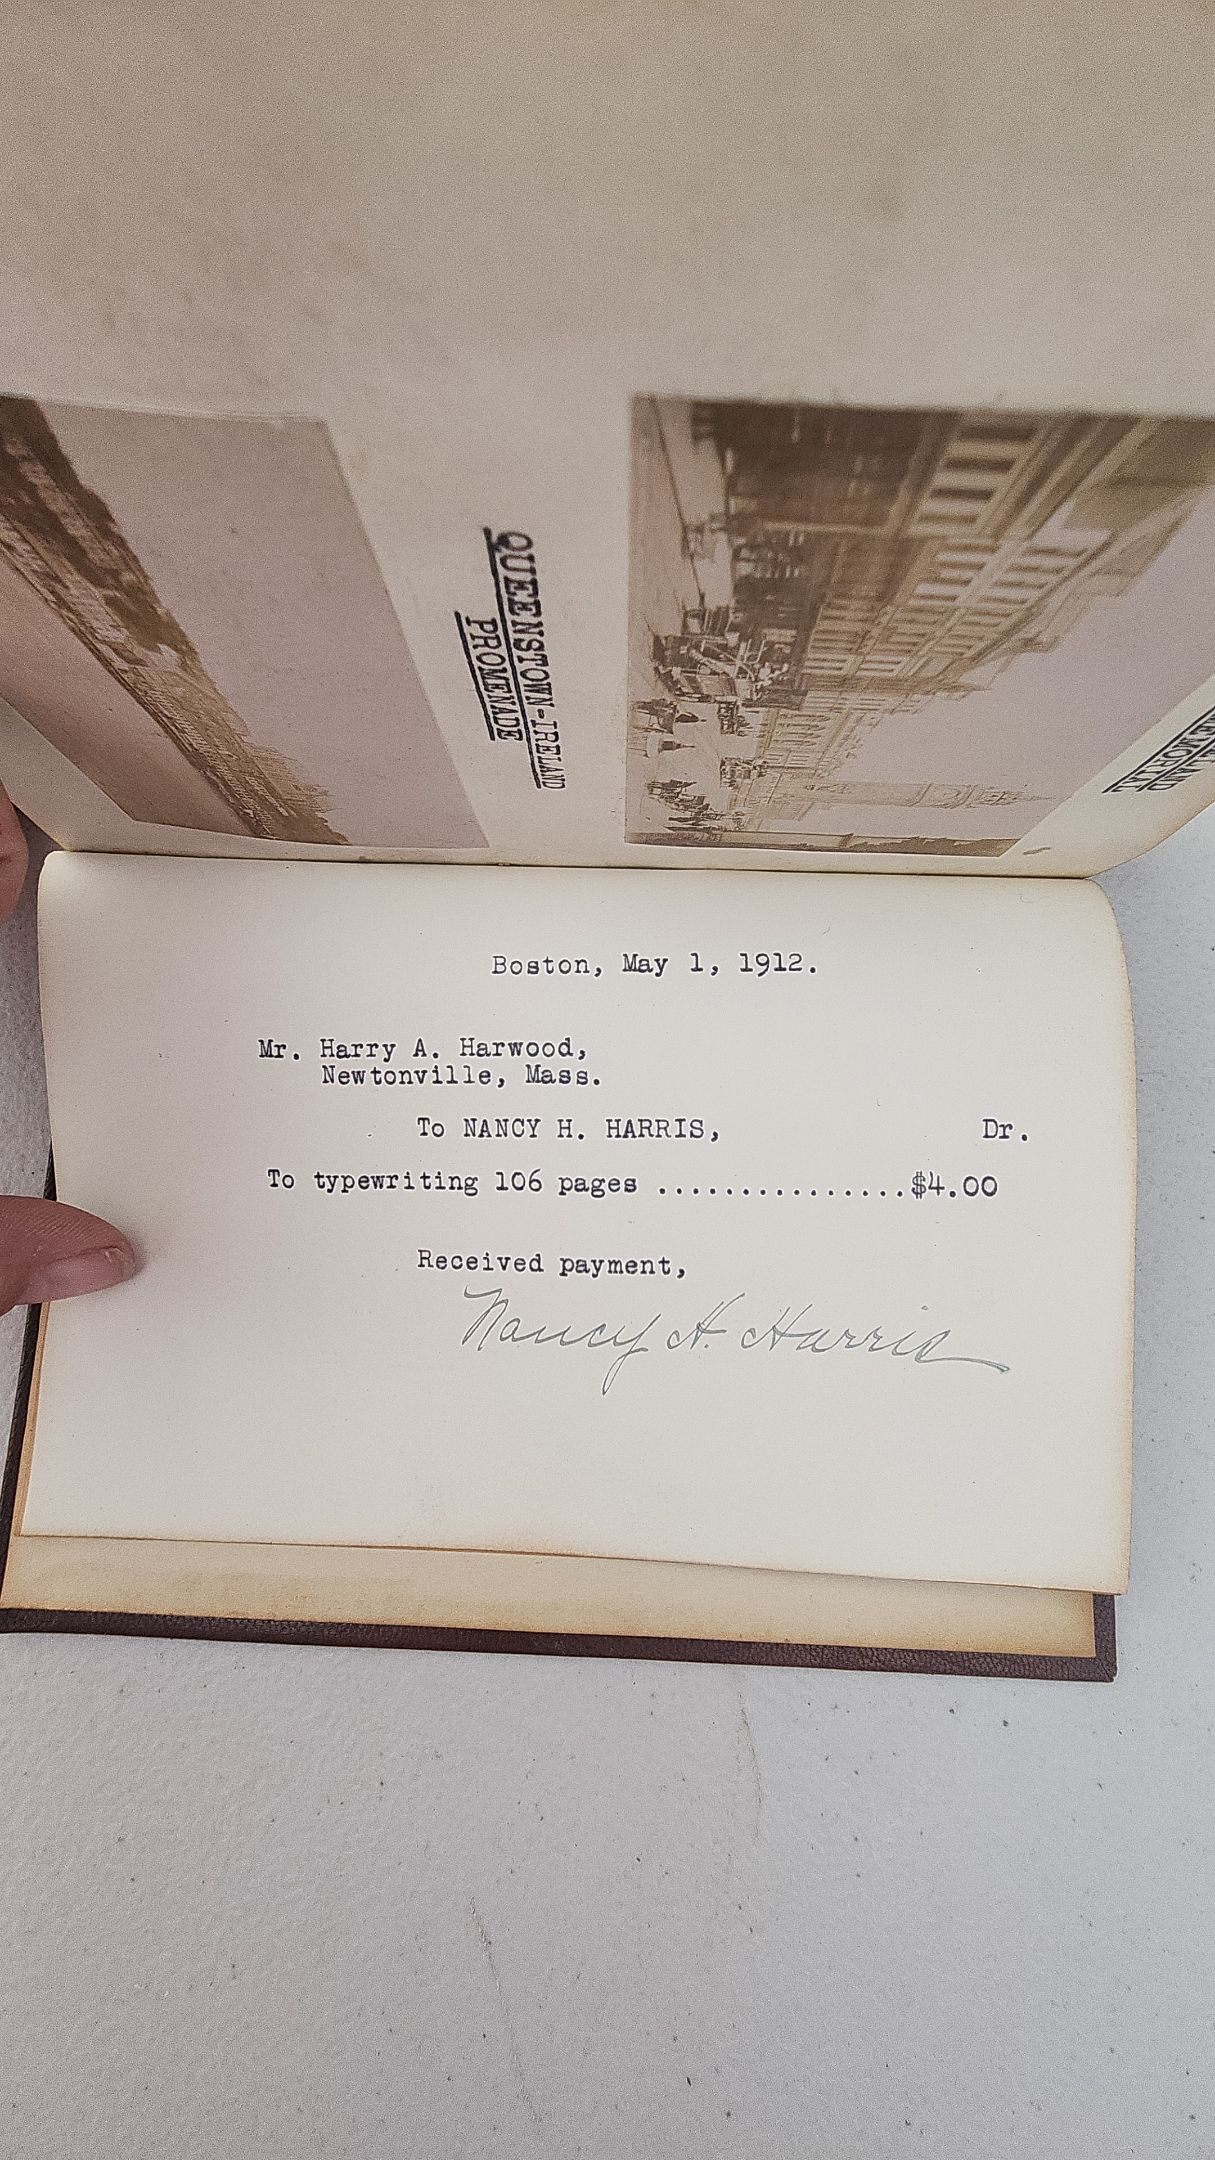 QUEENSTOWN-IRELAND
PROMENADE
Boston, May 1, 1912.
Mr. Harry A. Harwood,
Newtonville, Mass.
To NANCY H. HARRIS, Dr.
To typewriting 106 pages ...............$4.00
Received payment,
Nancy H. Harris